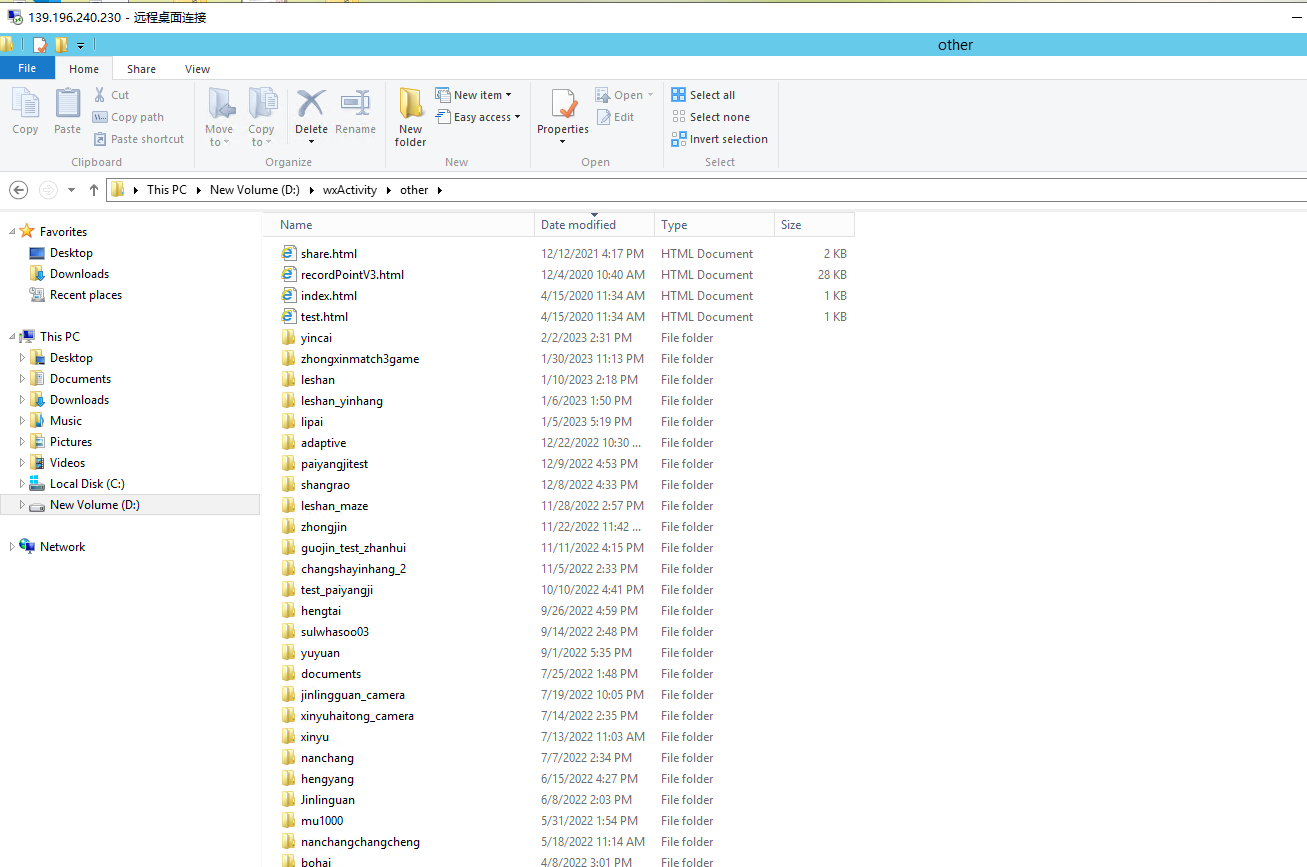 139.196.240.230 - 远程桌面连接
other
File Home Share View
Copy Paste Cut Copy path Paste shortcut
Move to Copy to Delete Rename
New folder New item Easy access
Properties Open Edit
Select all Select none Invert selection
Clipboard Organize New Open Select
This PC New Volume (D:) wxActivity other
Favorites
Desktop
Downloads
Recent places
This PC
Desktop
Documents
Downloads
Music
Pictures
Videos
Local Disk (C:)
New Volume (D:)
Network
Name Date modified Type Size
share.html 12/12/2021 4:17 PM HTML Document 2 KB
recordPointV3.html 12/4/2020 10:40 AM HTML Document 28 KB
index.html 4/15/2020 11:34 AM HTML Document 1 KB
test.html 4/15/2020 11:34 AM HTML Document 1 KB
yincai 2/2/2023 2:31 PM File folder
zhongxinmatch3game 1/30/2023 11:13 PM File folder
leshan 1/10/2023 2:18 PM File folder
leshan_yinhang 1/6/2023 1:50 PM File folder
lipai 1/5/2023 5:19 PM File folder
adaptive 12/22/2022 10:30 ... File folder
paiyangjitest 12/9/2022 4:53 PM File folder
shangrao 12/8/2022 4:33 PM File folder
leshan_maze 11/28/2022 2:57 PM File folder
zhongjin 11/22/2022 11:42 ... File folder
guojin_test_zhanhui 11/11/2022 4:15 PM File folder
changshayinhang_2 11/5/2022 2:33 PM File folder
test_paiyangji 10/10/2022 4:41 PM File folder
hengtai 9/26/2022 4:59 PM File folder
sulwhasoo03 9/14/2022 2:48 PM File folder
yuyuan 9/1/2022 5:35 PM File folder
documents 7/25/2022 1:48 PM File folder
jinlingguan_camera 7/19/2022 10:05 PM File folder
xinyuhaitong_camera 7/14/2022 2:35 PM File folder
xinyu 7/13/2022 11:03 AM File folder
nanchang 7/7/2022 2:34 PM File folder
hengyang 6/15/2022 4:27 PM File folder
Jinlinguan 6/8/2022 2:03 PM File folder
mu1000 5/31/2022 1:54 PM File folder
nanchangchangcheng 5/18/2022 11:14 AM File folder
bohai 4/8/2022 3:01 PM File folder